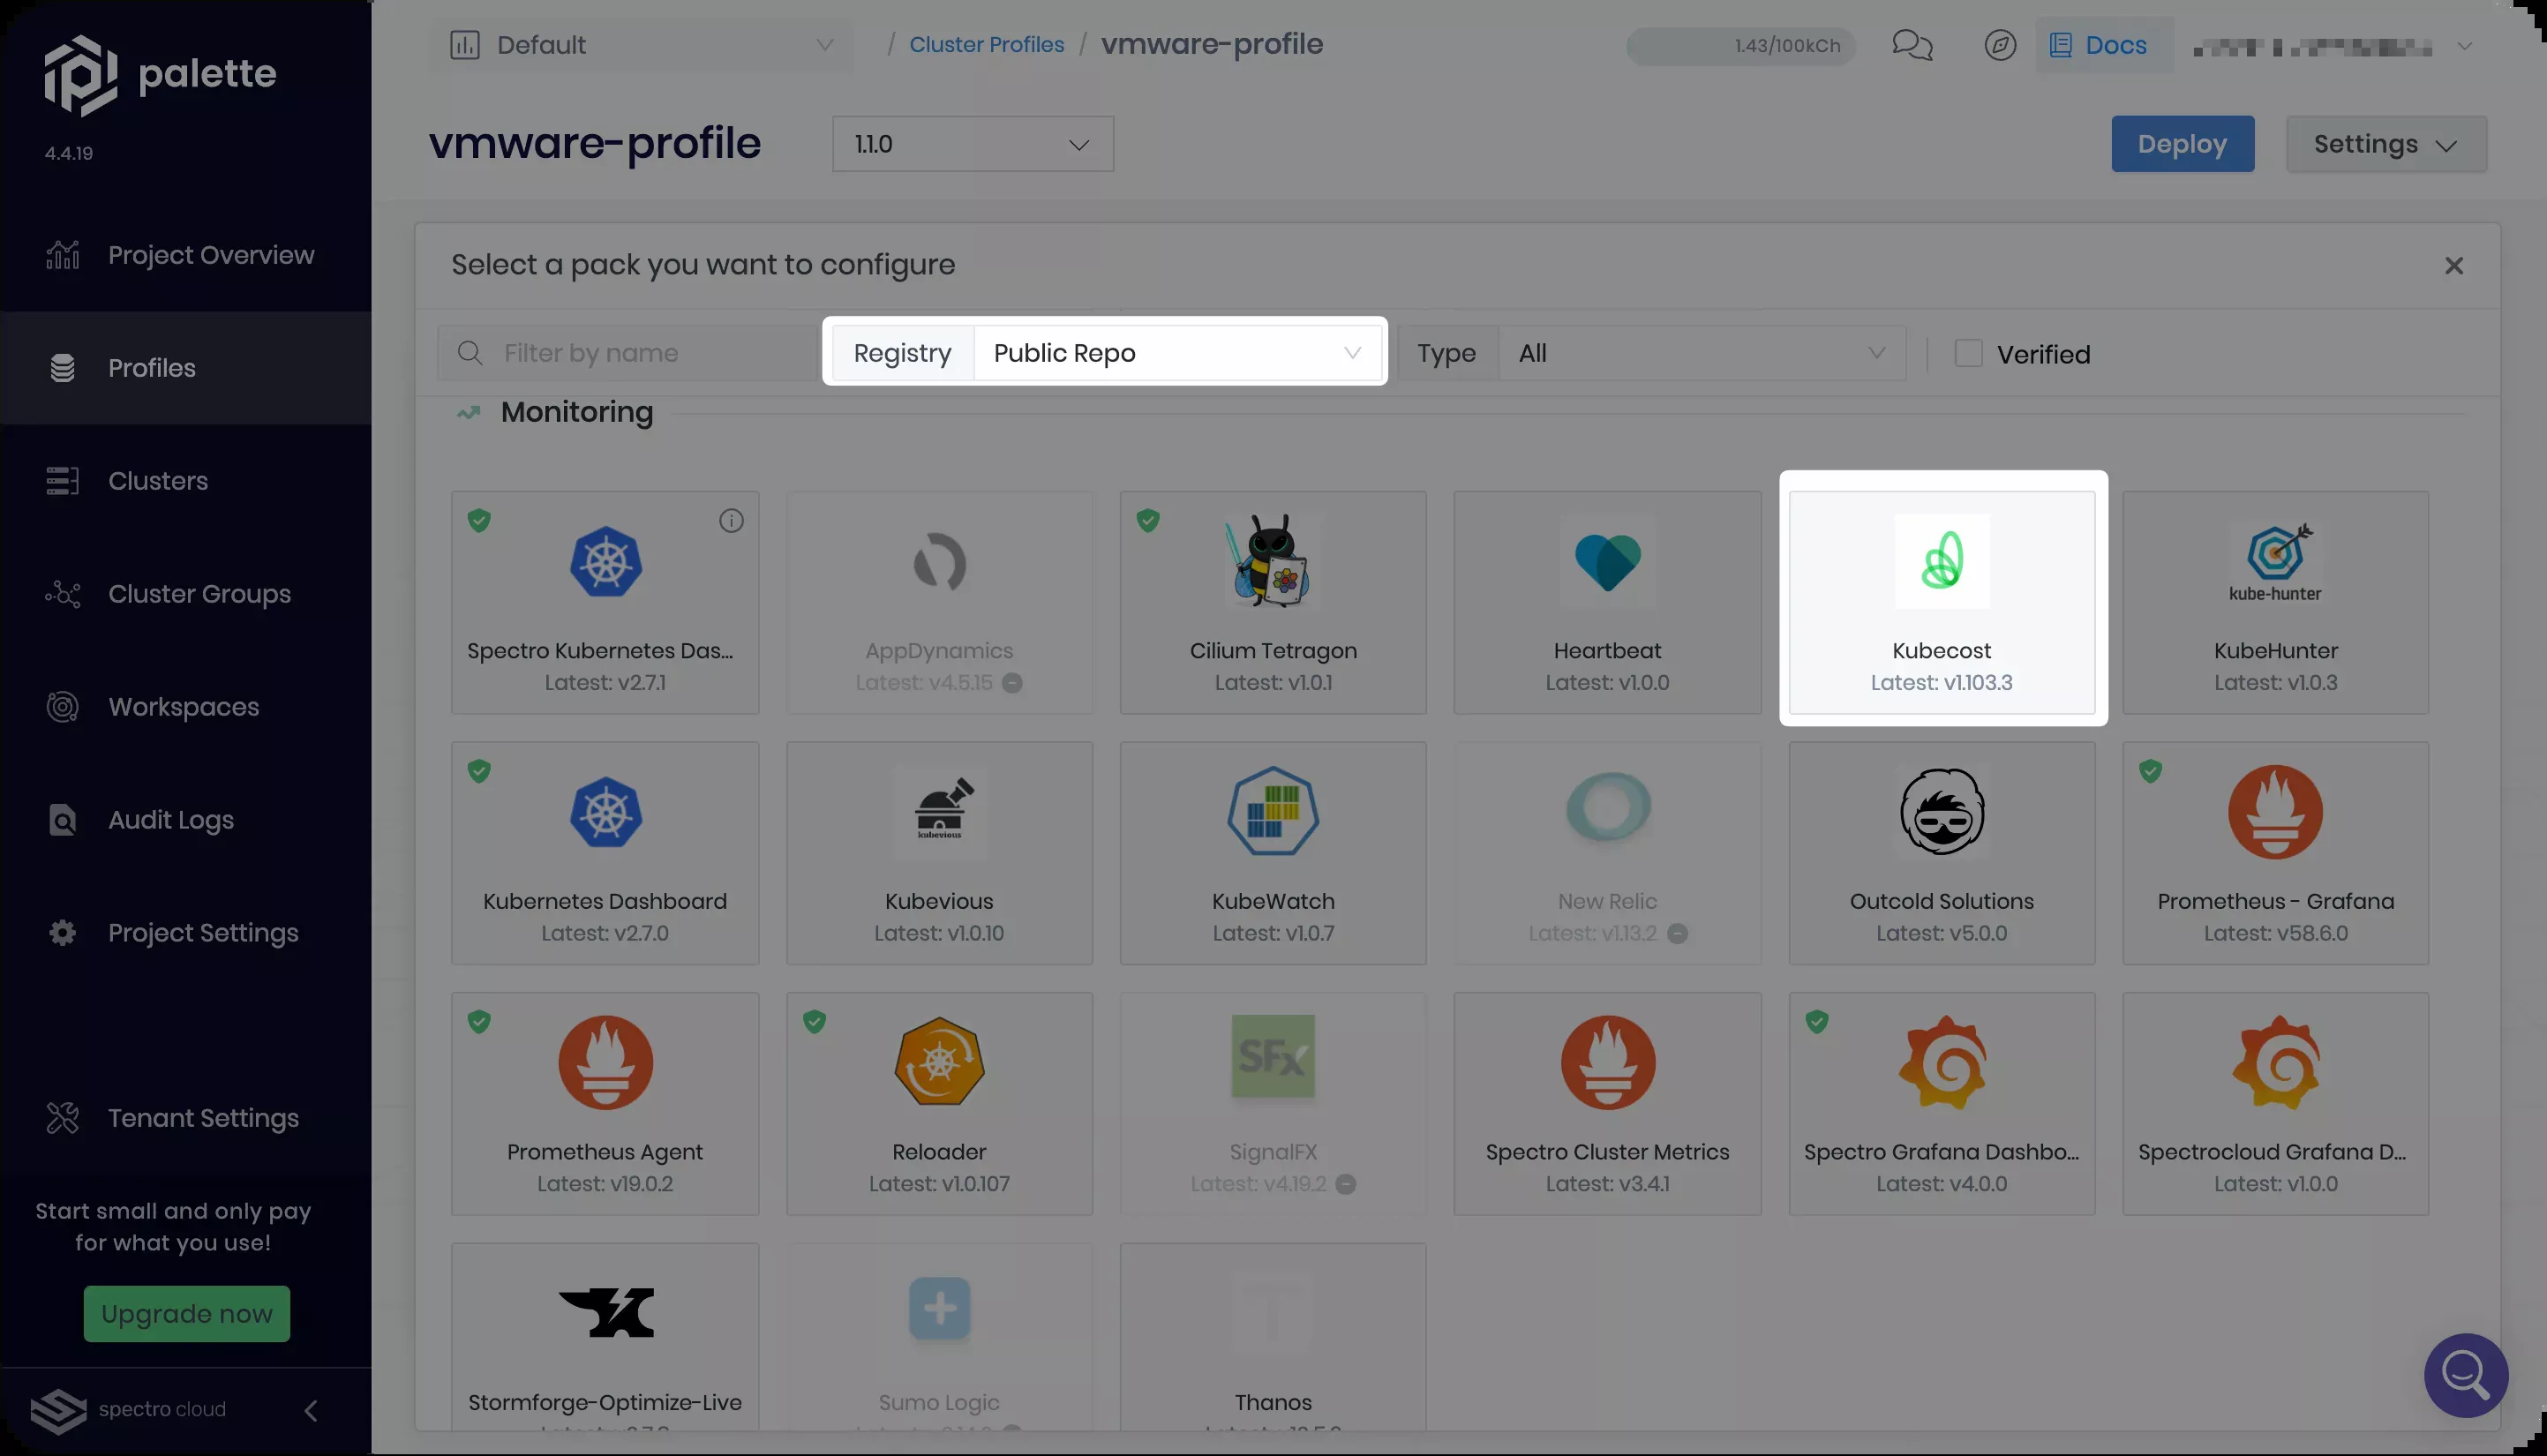 palette
4.4.19
Project Overview
Profiles
Clusters
Cluster Groups
Workspaces
Audit Logs
Project Settings
Tenant Settings
Start small and only pay
for what you use!
Upgrade now
spectro cloud
Default
/ Cluster Profiles / vmware-profile
1.43/100kCh
Docs
vmware-profile
1.1.0
Deploy
Settings
Select a pack you want to configure
Filter by name
Registry Public Repo
Type All
Verified
Monitoring
Spectro Kubernetes Das...
Latest: v2.7.1
AppDynamics
Latest: v4.5.15
Cilium Tetragon
Latest: v1.0.1
Heartbeat
Latest: v1.0.0
Kubecost
Latest: v1.103.3
kube-hunter
KubeHunter
Latest: v1.0.3
Kubernetes Dashboard
Latest: v2.7.0
kubevious
Kubevious
Latest: v1.0.10
KubeWatch
Latest: v1.0.7
New Relic
Latest: v1.13.2
Outcold Solutions
Latest: v5.0.0
Prometheus - Grafana
Latest: v58.6.0
Prometheus Agent
Latest: v19.0.2
Reloader
Latest: v1.0.107
SFx
SignalFX
Latest: v4.19.2
Spectro Cluster Metrics
Latest: v3.4.1
Spectro Grafana Dashbo...
Latest: v4.0.0
Spectrocloud Grafana D...
Latest: v1.0.0
Stormforge-Optimize-Live
Sumo Logic
T
Thanos